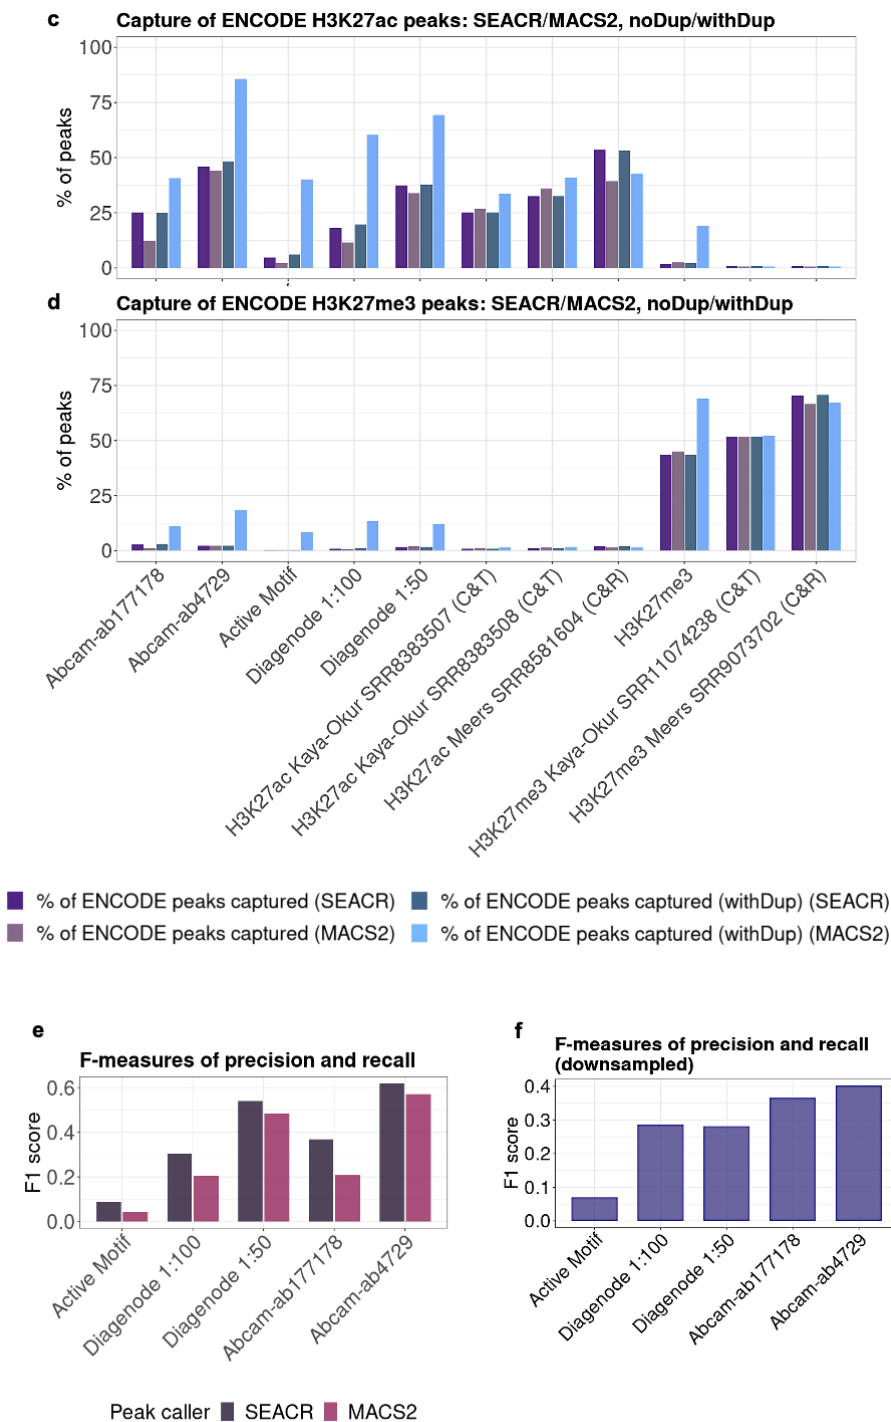 c
Capture of ENCODE H3K27ac peaks: SEACR/MACS2, noDup/withDup
% of peaks
100
75
50
25
0
d
Capture of ENCODE H3K27me3 peaks: SEACR/MACS2, noDup/withDup
% of peaks
100
75
50
25
0
Abcam-ab177178
Abcam-ab4729
Active Motif
Diagenode 1:100
Diagenode 1:50
H3K27ac Kaya-Okur SRR8383507 (C&T)
H3K27ac Kaya-Okur SRR8383508 (C&T)
H3K27ac Meers SRR8581604 (C&R)
H3K27me3
H3K27me3 Kaya-Okur SRR11074238 (C&T)
H3K27me3 Meers SRR9073702 (C&R)
% of ENCODE peaks captured (SEACR)
% of ENCODE peaks captured (withDup) (SEACR)
% of ENCODE peaks captured (MACS2)
% of ENCODE peaks captured (withDup) (MACS2)
e
F-measures of precision and recall
F1 score
0.6
0.4
0.2
0.0
Active Motif
Diagenode 1:100
Diagenode 1:50
Abcam-ab177178
Abcam-ab4729
Peak caller
SEACR
MACS2
f
F-measures of precision and recall
(downsampled)
F1 score
0.4
0.3
0.2
0.1
0.0
Active Motif
Diagenode 1:100
Diagenode 1:50
Abcam-ab177178
Abcam-ab4729